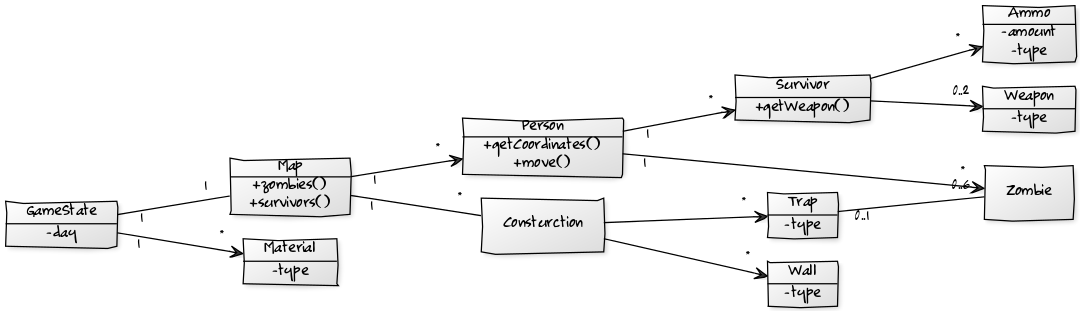 Ammo
-amount
-type
*
Survivor
+getWeapon()
0..2
Weapon
-type
*
Person
+getCoordinates()
+move()
1
1
*
Map
+zombies()
+survivors()
1
1
*
*
0..6
Zombie
1
GameState
-day
1
1
*
Material
-type
Consturction
*
Trap
-type
0..1
*
Wall
-type